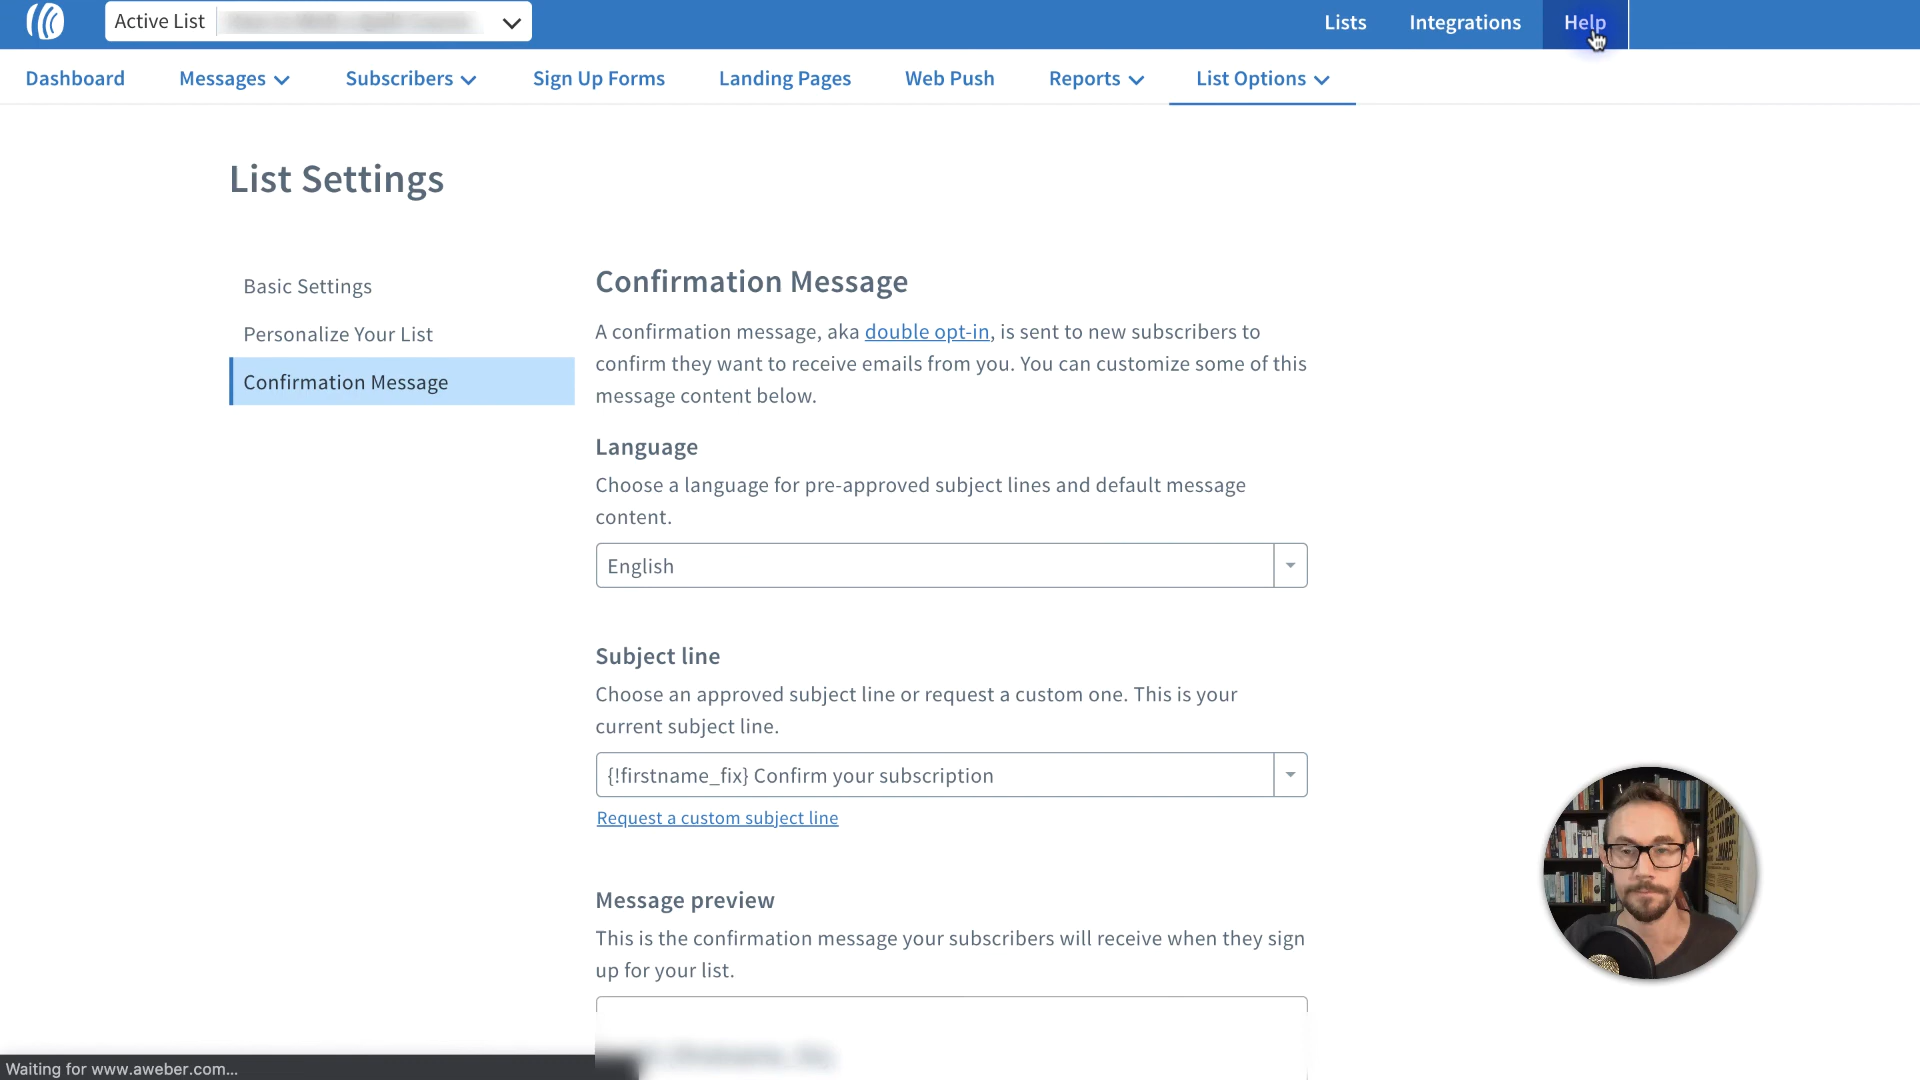 Active List
Lists
Integrations
Help
Dashboard
Messages
Subscribers
Sign Up Forms
Landing Pages
Web Push
Reports
List Options
List Settings
Basic Settings
Personalize Your List
Confirmation Message
Confirmation Message
A confirmation message, aka double opt-in, is sent to new subscribers to
confirm they want to receive emails from you. You can customize some of this
message content below.
Language
Choose a language for pre-approved subject lines and default message
content.
English
Subject line
Choose an approved subject line or request a custom one. This is your
current subject line.
{!firstname_fix} Confirm your subscription
Request a custom subject line
Message preview
This is the confirmation message your subscribers will receive when they sign
up for your list.
Waiting for www.aweber.com...